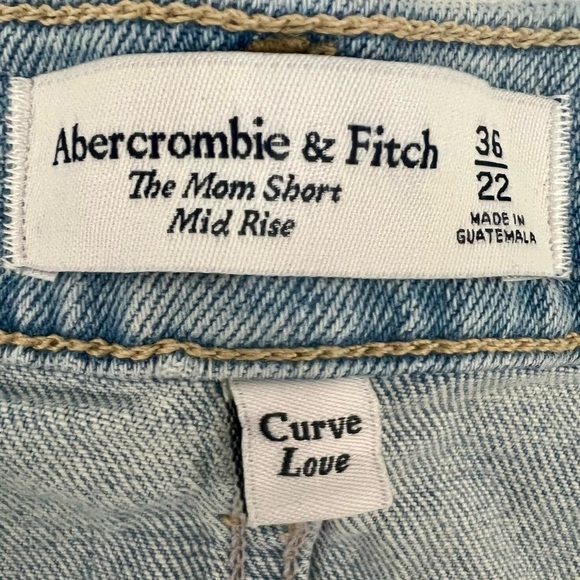 Abercrombie & Fitch
The Mom Short
Mid Rise
36
22
MADE IN
GUATEMALA
Curve
Love